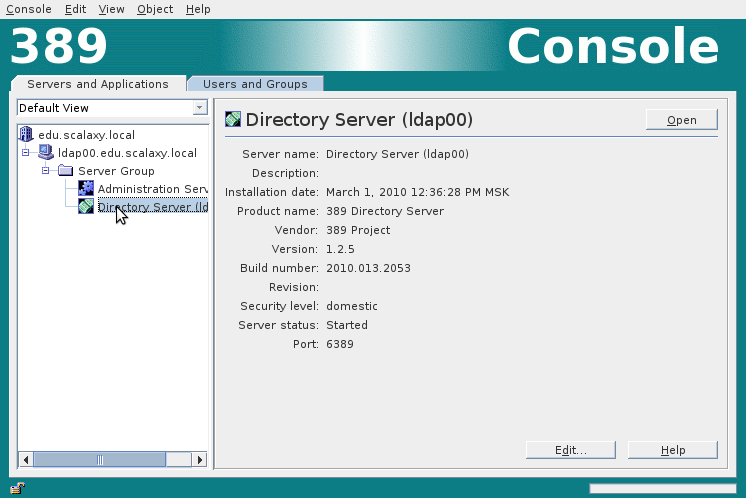 Console Edit View Object Help
389 Console
Servers and Applications Users and Groups
Default View
edu.scalaxy.local
ldap00.edu.scalaxy.local
Server Group
Administration Serv
Directory Server (ld
Directory Server (ldap00) Open
Server name: Directory Server (ldap00)
Description:
Installation date: March 1, 2010 12:36:28 PM MSK
Product name: 389 Directory Server
Vendor: 389 Project
Version: 1.2.5
Build number: 2010.013.2053
Revision:
Security level: domestic
Server status: Started
Port: 6389
Edit... Help